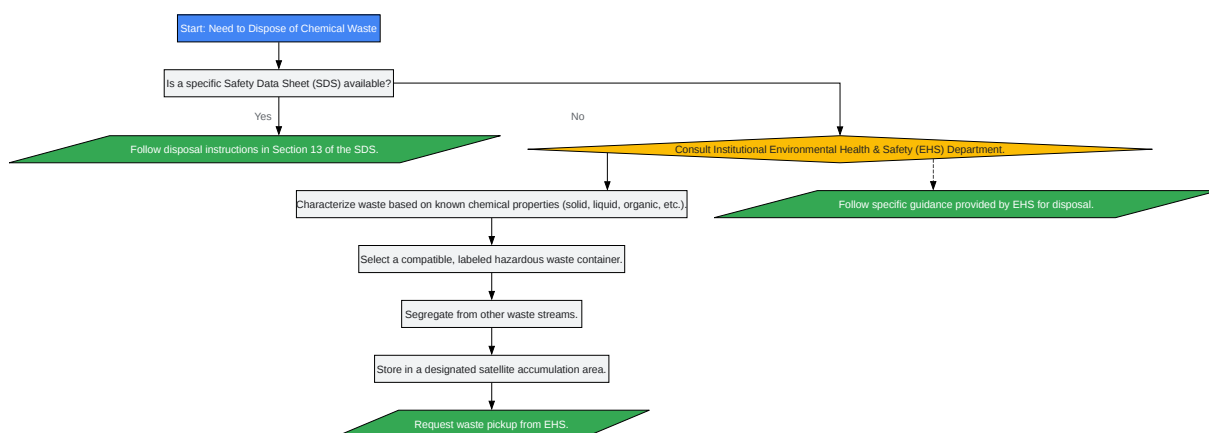 Start: Need to Dispose of Chemical Waste
Is a specific Safety Data Sheet (SDS) available?
Yes
No
Follow disposal instructions in Section 13 of the SDS.
Consult Institutional Environmental Health & Safety (EHS) Department.
Characterize waste based on known chemical properties (solid, liquid, organic, etc.).
Follow specific guidance provided by EHS for disposal.
Select a compatible, labeled hazardous waste container.
Segregate from other waste streams.
Store in a designated satellite accumulation area.
Request waste pickup from EHS.